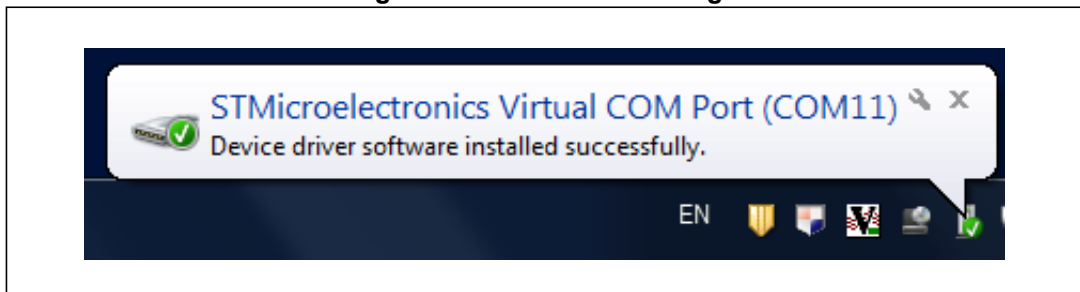 STMicroelectronics Virtual COM Port (COM11)
Device driver software installed successfully.
EN